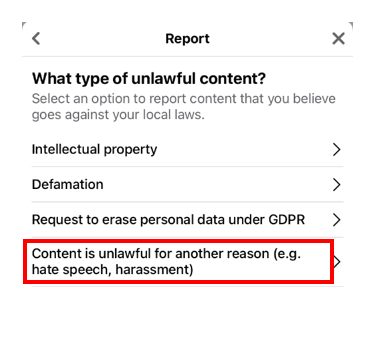 Report
What type of unlawful content?
Select an option to report content that you believe
goes against your local laws.
Intellectual property
Defamation
Request to erase personal data under GDPR
Content is unlawful for another reason (e.g.
hate speech, harassment)